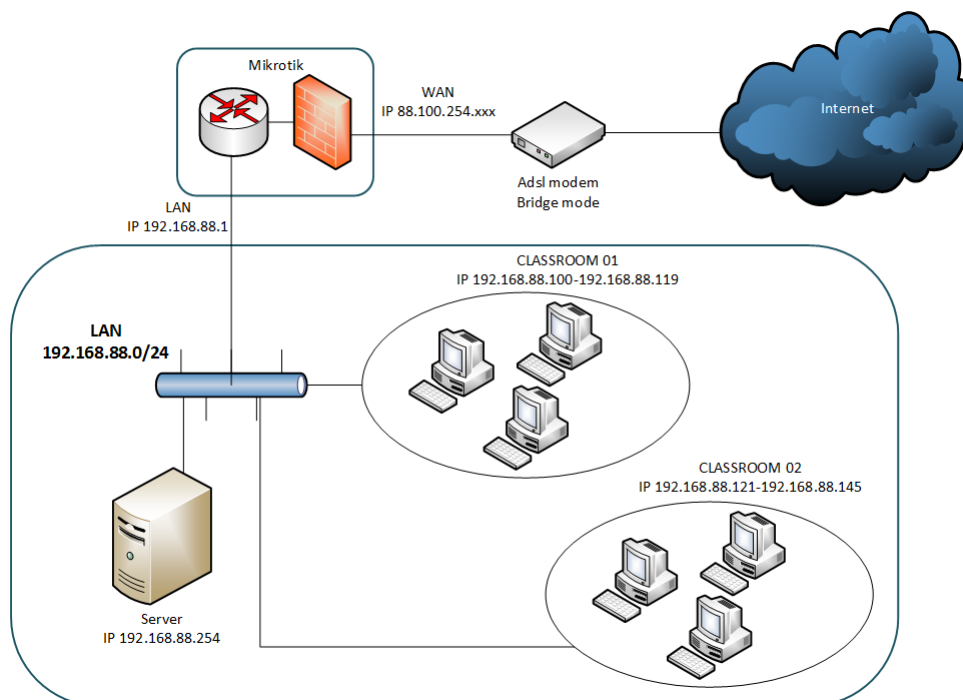 Mikrotik
WAN
IP 88.100.254.xxx
Internet
Adsl modem
Bridge mode
LAN
IP 192.168.88.1
CLASSROOM 01
IP 192.168.88.100-192.168.88.119
LAN
192.168.88.0/24
CLASSROOM 02
IP 192.168.88.121-192.168.88.145
Server
IP 192.168.88.254